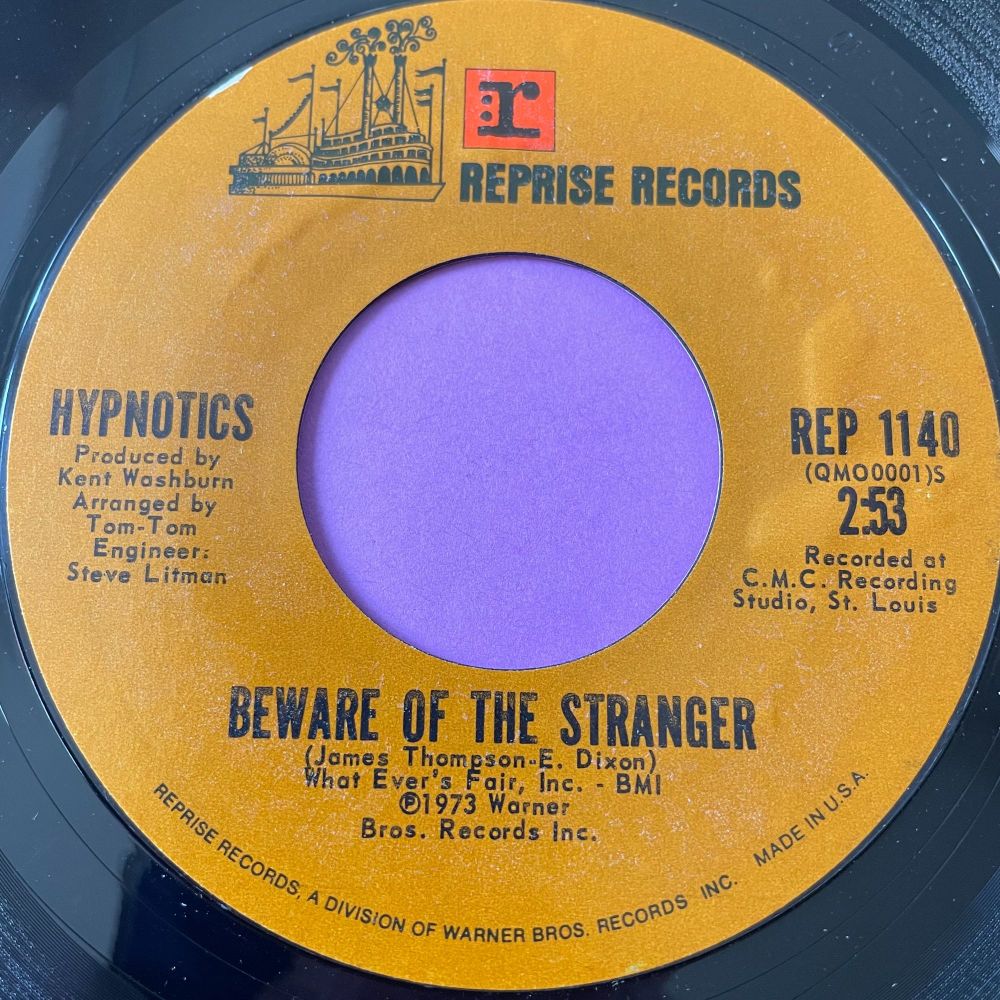 :r
REPRISE RECORDS
HYPNOTICS
Produced by
Kent Washburn
Arranged by
Tom-Tom
Engineer:
Steve Litman
REP 1140
(QMO0001)S
2:53
Recorded at
C.M.C. Recording
Studio, St. Louis
BEWARE OF THE STRANGER
(James Thompson-E. Dixon)
What Ever's Fair, Inc. - BMI
℗1973 Warner
Bros. Records Inc.
REPRISE RECORDS, A DIVISION OF WARNER BROS. RECORDS INC. MADE IN U.S.A.